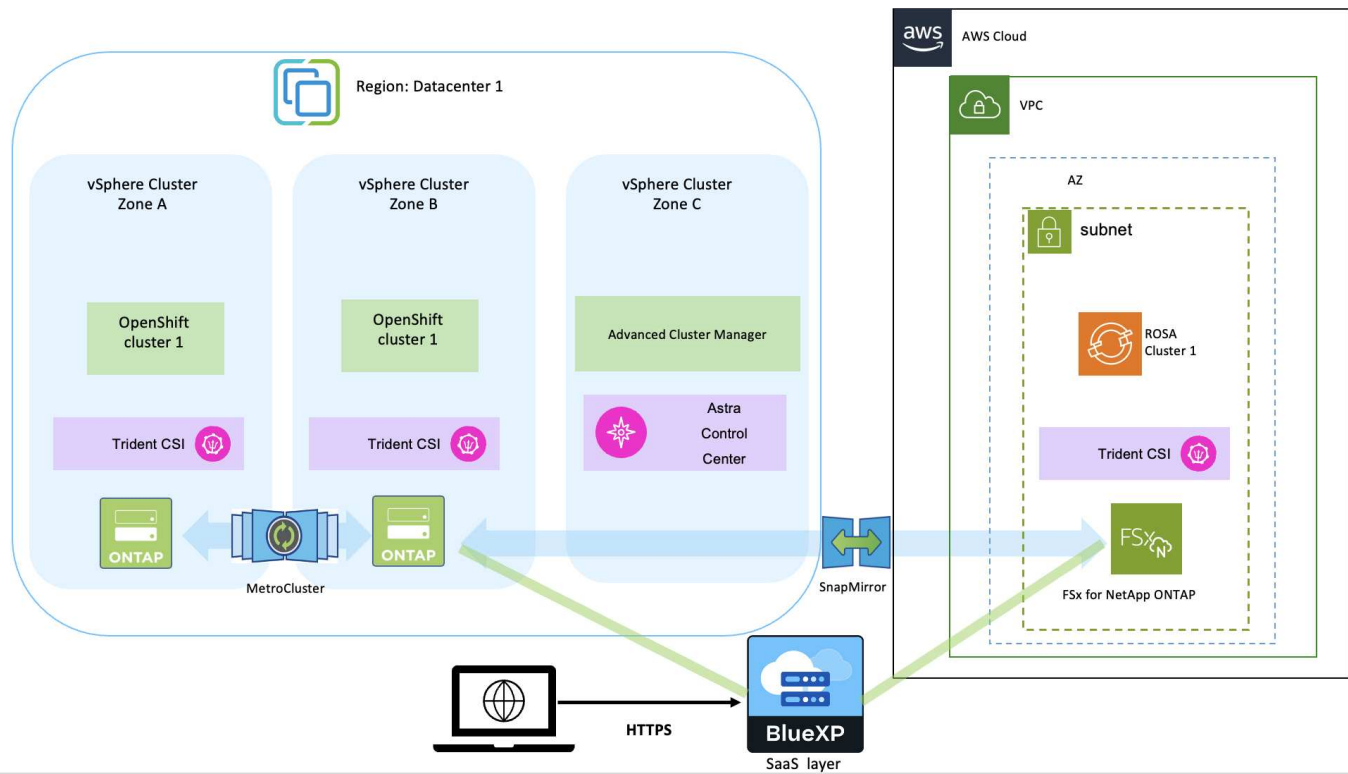 Region: Datacenter 1
vSphere Cluster
Zone A
OpenShift
cluster 1
Trident CSI
ONTAP
MetroCluster
vSphere Cluster
Zone B
OpenShift
cluster 1
Trident CSI
ONTAP
vSphere Cluster
Zone C
Advanced Cluster Manager
Astra
Control
Center
SnapMirror
aws
AWS Cloud
VPC
AZ
subnet
ROSA
Cluster 1
Trident CSI
FSx
N
FSx for NetApp ONTAP
HTTPS
BlueXP
SaaS layer